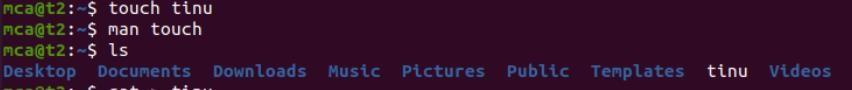 mca@t2:~$ touch tinu
mca@t2:~$ man touch
mca@t2:~$ ls
Desktop  Documents  Downloads  Music  Pictures  Public  Templates  tinu  Videos